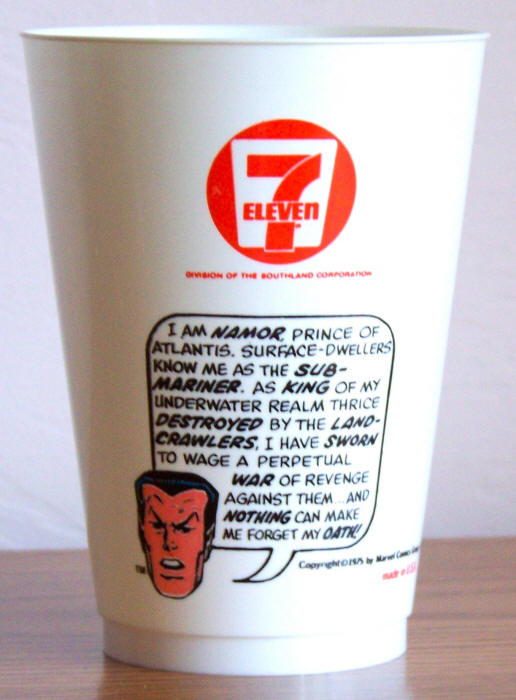 7
ELEVEN
DIVISION OF THE SOUTHLAND CORPORATION
I AM NAMOR, PRINCE OF
ATLANTIS. SURFACE-DWELLERS
KNOW ME AS THE SUB-
MARINER. AS KING OF MY
UNDERWATER REALM THRICE
DESTROYED BY THE LAND-
CRAWLERS, I HAVE SWORN
TO WAGE A PERPETUAL
WAR OF REVENGE
AGAINST THEM...AND
NOTHING CAN MAKE
ME FORGET MY OATH!
TM
Copyright © 1975 by Marvel Comics
made in U.S.A.